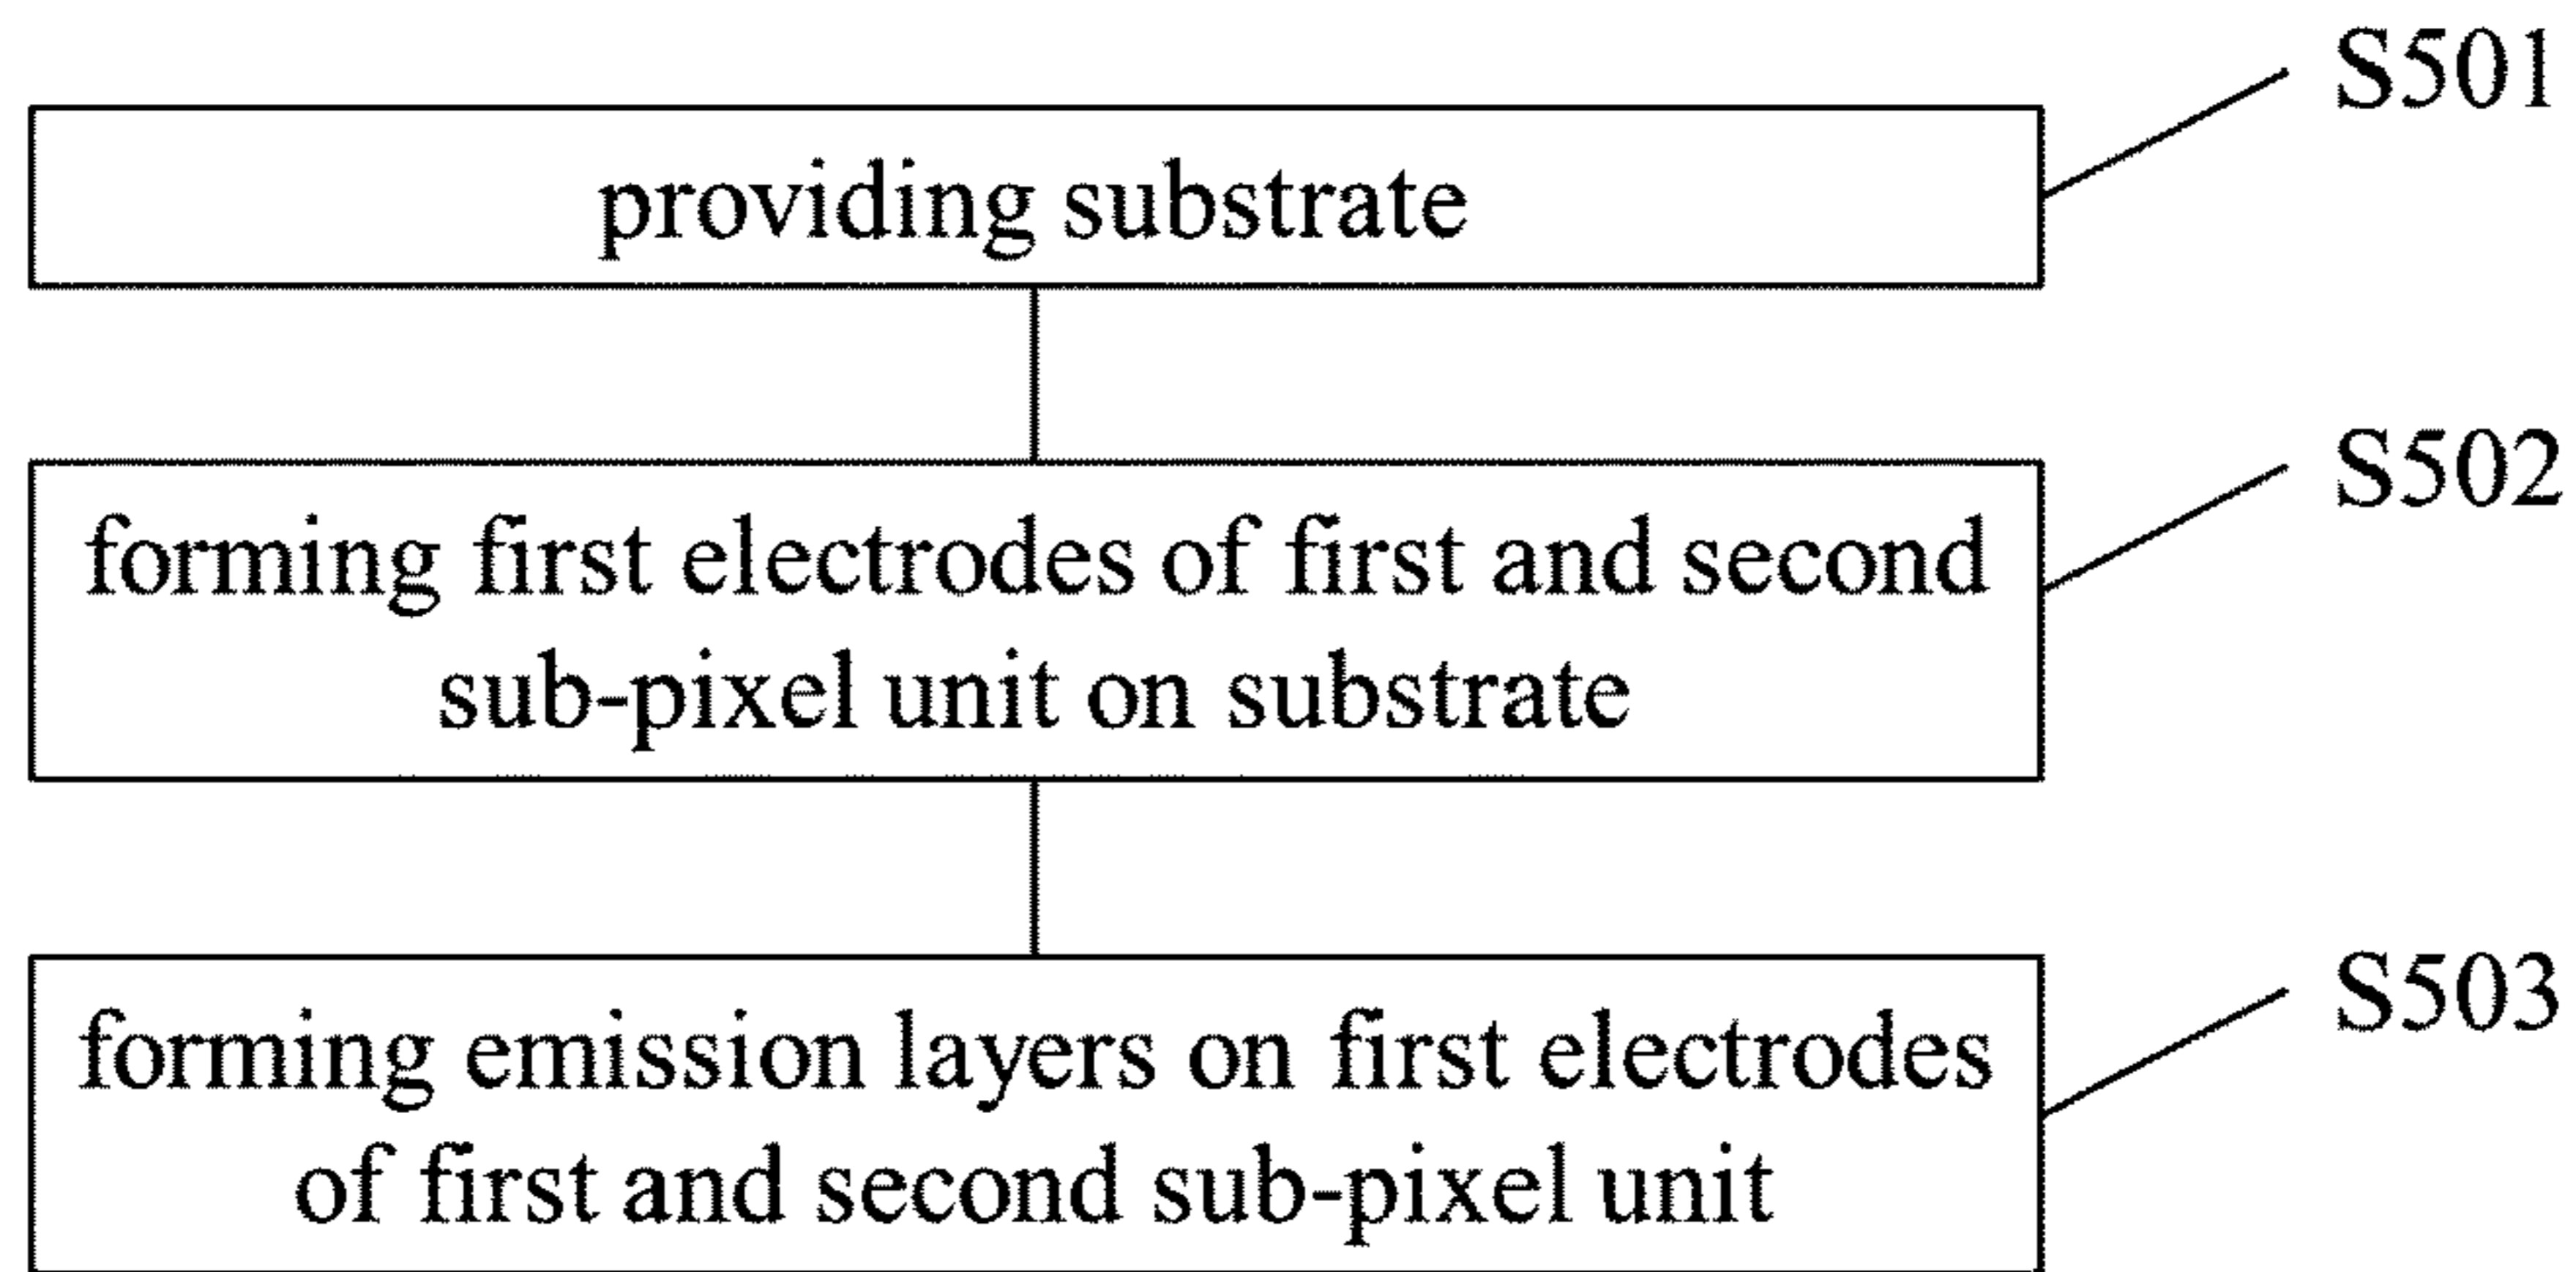 S501
providing substrate
S502
forming first electrodes of first and second
sub-pixel unit on substrate
S503
forming emission layers on first electrodes
of first and second sub-pixel unit